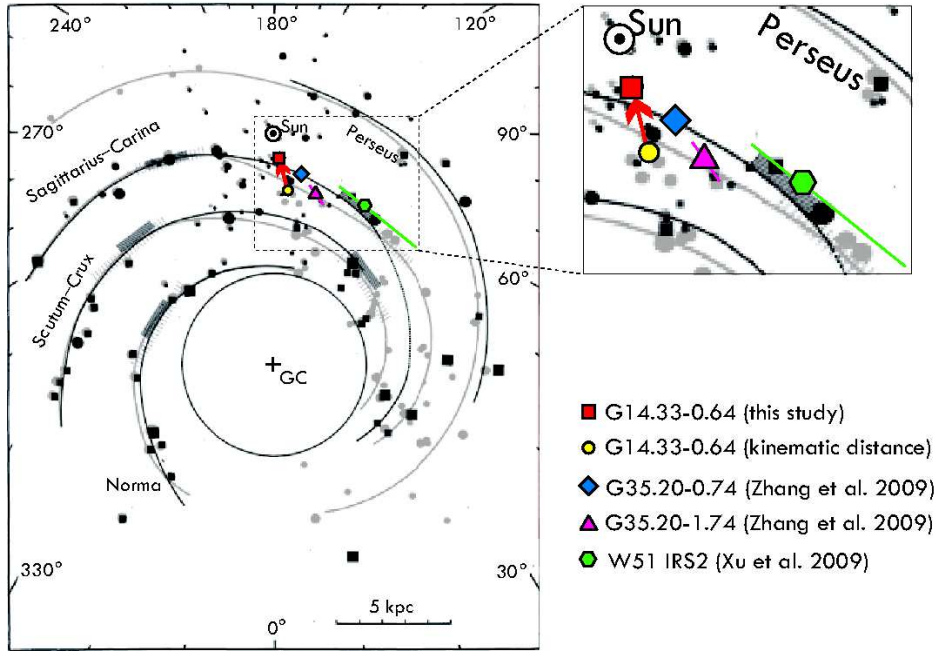 240°
180°
120°
Sun
Perseus
270°
Sun
Perseus
90°
Sagittarius–Carina
Scutum–Crux
60°
GC
Norma
330°
30°
5 kpc
0°
G14.33-0.64 (this study)
G14.33-0.64 (kinematic distance)
G35.20-0.74 (Zhang et al. 2009)
G35.20-1.74 (Zhang et al. 2009)
W51 IRS2 (Xu et al. 2009)